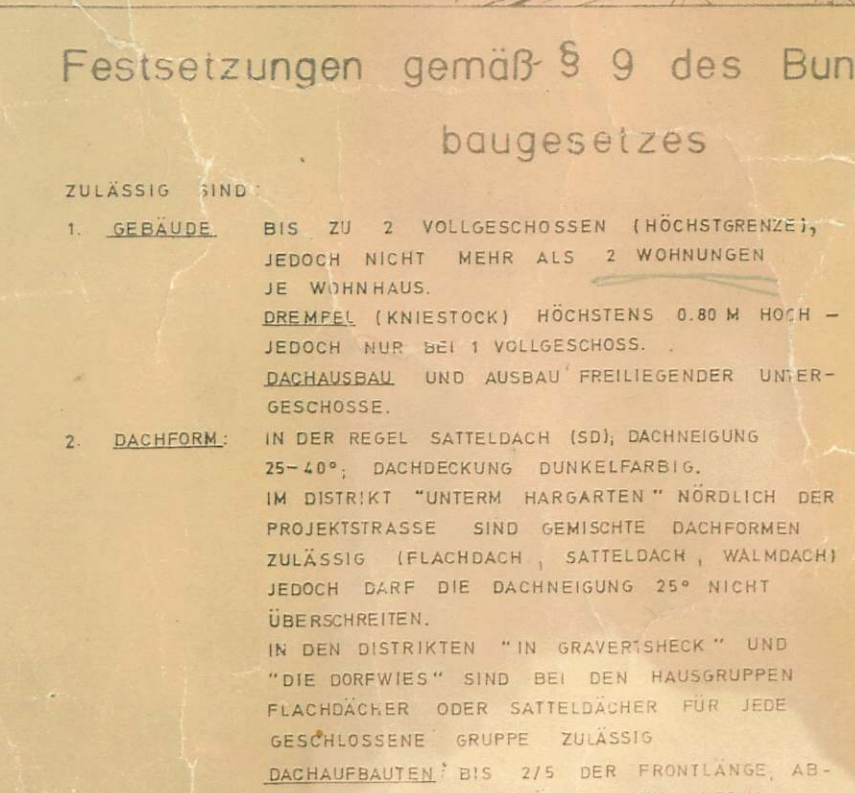 Festsetzungen gemäß § 9 des Bun
baugesetzes
ZULÄSSIG SIND:
1. GEBÄUDE BIS ZU 2 VOLLGESCHOSSEN (HÖCHSTGRENZE),
JEDOCH NICHT MEHR ALS 2 WOHNUNGEN
JE WOHNHAUS.
DREMPEL (KNIESTOCK) HÖCHSTENS 0.80 M HOCH –
JEDOCH NUR BEI 1 VOLLGESCHOSS.
DACHAUSBAU UND AUSBAU FREILIEGENDER UNTER-
GESCHOSSE.
2. DACHFORM: IN DER REGEL SATTELDACH (SD); DACHNEIGUNG
25–40°; DACHDECKUNG DUNKELFARBIG.
IM DISTRIKT "UNTERM HARGARTEN" NÖRDLICH DER
PROJEKTSTRASSE SIND GEMISCHTE DACHFORMEN
ZULÄSSIG (FLACHDACH, SATTELDACH, WALMDACH)
JEDOCH DARF DIE DACHNEIGUNG 25° NICHT
ÜBERSCHREITEN.
IN DEN DISTRIKTEN "IN GRAVERTSHECK" UND
"DIE DORFWIES" SIND BEI DEN HAUSGRUPPEN
FLACHDÄCHER ODER SATTELDÄCHER FÜR JEDE
GESCHLOSSENE GRUPPE ZULÄSSIG
DACHAUFBAUTEN: BIS 2/5 DER FRONTLÄNGE, AB-